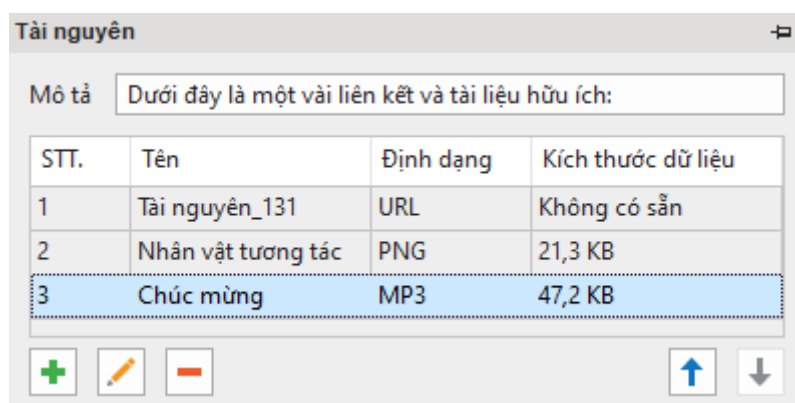 Tài nguyên
Mô tả Dưới đây là một vài liên kết và tài liệu hữu ích:
STT. Tên Định dạng Kích thước dữ liệu
1 Tài nguyên_131 URL Không có sẵn
2 Nhân vật tương tác PNG 21,3 KB
3 Chúc mừng MP3 47,2 KB